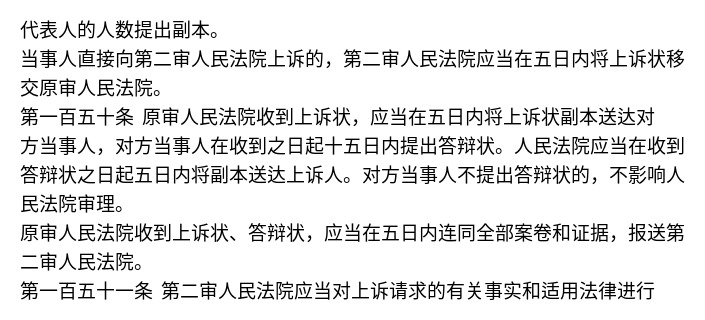 代表人的人数提出副本。
当事人直接向第二审人民法院上诉的，第二审人民法院应当在五日内将上诉状移
交原审人民法院。
第一百五十条 原审人民法院收到上诉状，应当在五日内将上诉状副本送达对
方当事人，对方当事人在收到之日起十五日内提出答辩状。人民法院应当在收到
答辩状之日起五日内将副本送达上诉人。对方当事人不提出答辩状的，不影响人
民法院审理。
原审人民法院收到上诉状、答辩状，应当在五日内连同全部案卷和证据，报送第
二审人民法院。
第一百五十一条 第二审人民法院应当对上诉请求的有关事实和适用法律进行